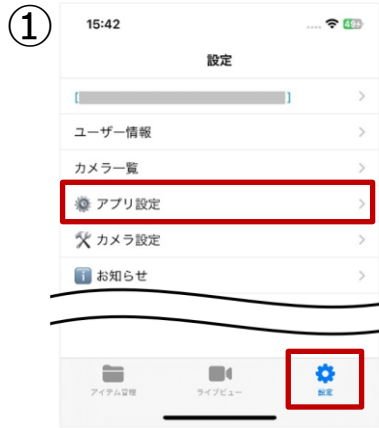 ①
15:42
49
設定
[ ]
ユーザー情報
カメラ一覧
アプリ設定
カメラ設定
お知らせ
アイテム管理 ライブビュー 設定